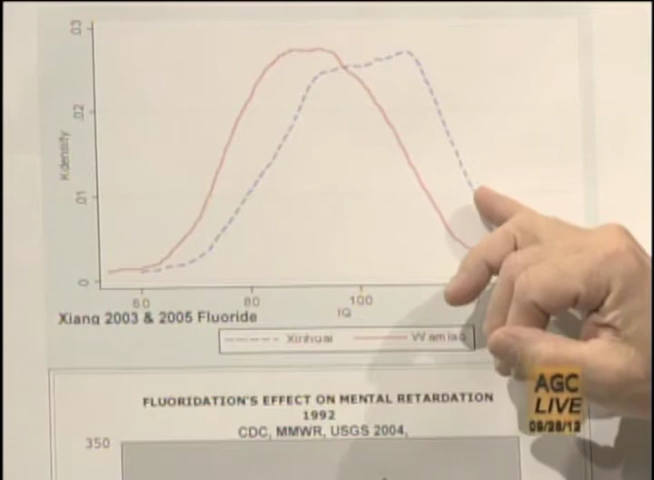 .03
.02
.01
0
Kdensity
60
80
100
IQ
Xiang 2003 & 2005 Fluoride
Xinhuai
Wamiao
FLUORIDATION'S EFFECT ON MENTAL RETARDATION
1992
CDC, MMWR, USGS 2004,
350
AGC
LIVE